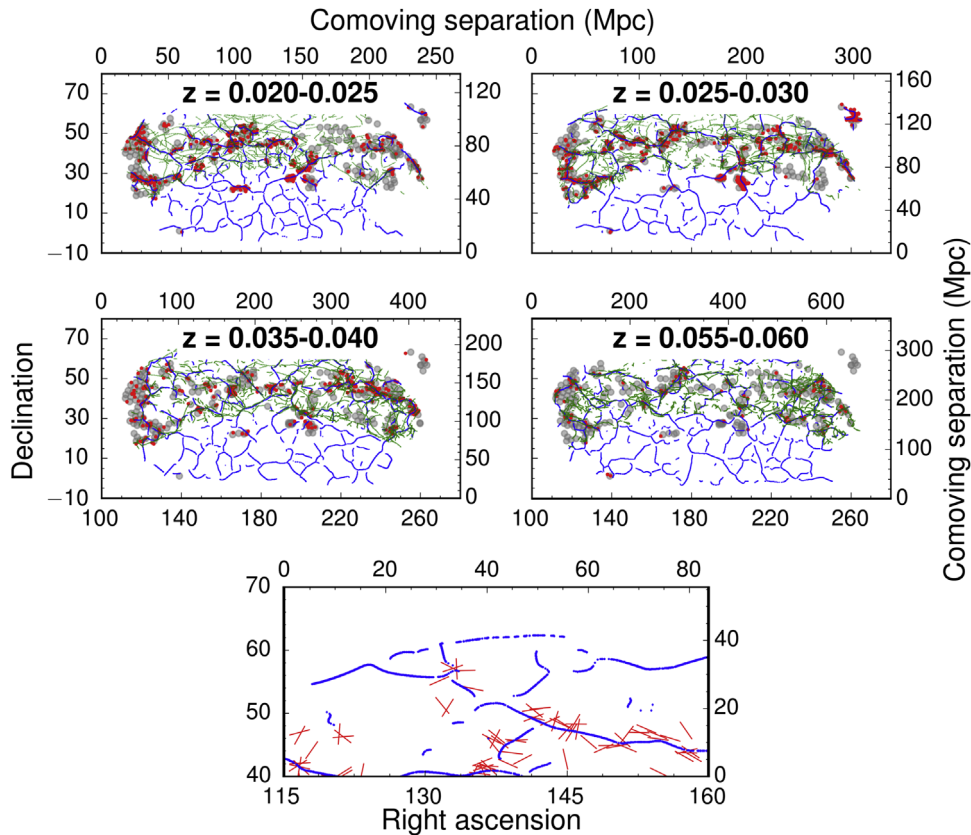 Comoving separation (Mpc)
0 50 100 150 200 250
0 100 200 300
z = 0.020-0.025
z = 0.025-0.030
70
50
30
10
−10
120
80
40
0
160
120
80
40
0
0 100 200 300 400
0 200 400 600
z = 0.035-0.040
z = 0.055-0.060
70
50
30
10
−10
200
150
100
50
0
300
200
100
0
100 140 180 220 260
100 140 180 220 260
Declination
Comoving separation (Mpc)
0 20 40 60 80
70
60
50
40
40
20
0
115 130 145 160
Right ascension